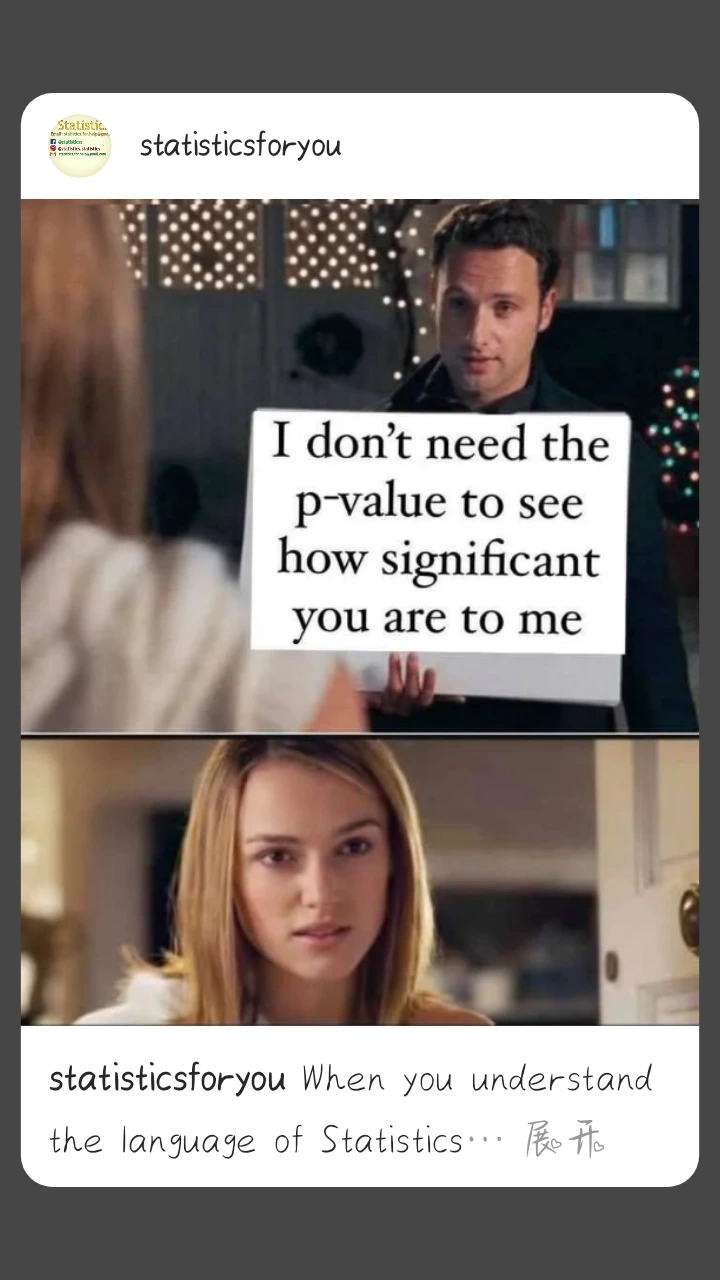 Statistic.
statisticsforyou
I don't need the
p-value to see
how significant
you are to me
statisticsforyou When you understand
the language of Statistics... 展开